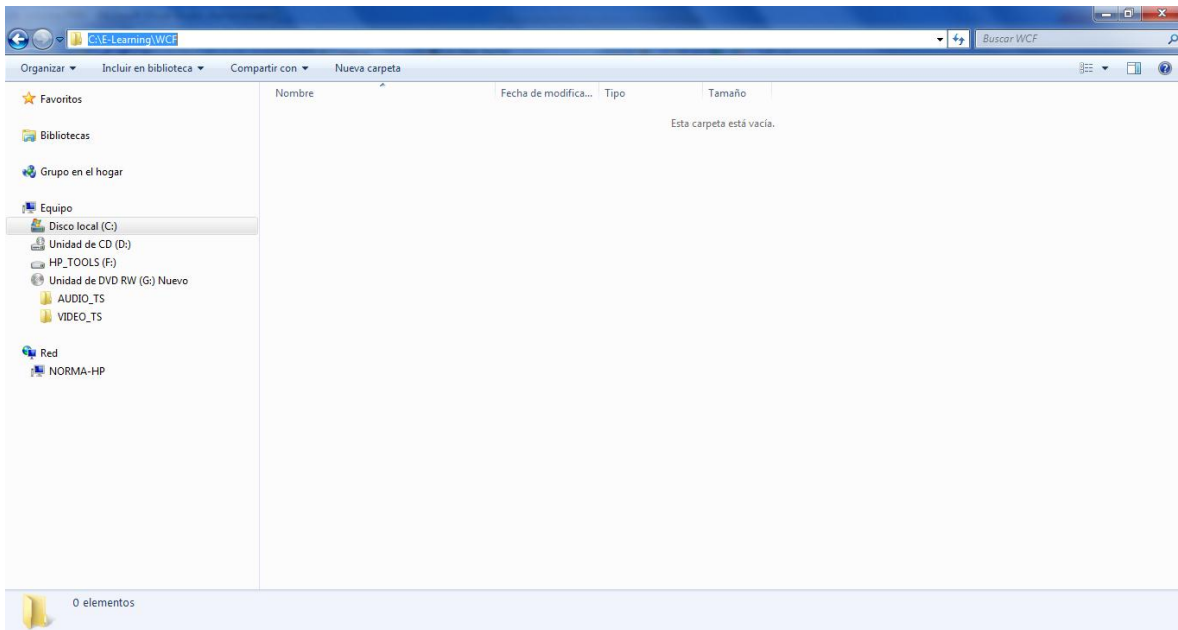 C:\E-Learning\WCF
Buscar WCF
Organizar Incluir en biblioteca Compartir con Nueva carpeta
Nombre Fecha de modifica... Tipo Tamaño
Esta carpeta está vacía.
Favoritos
Bibliotecas
Grupo en el hogar
Equipo
Disco local (C:)
Unidad de CD (D:)
HP_TOOLS (F:)
Unidad de DVD RW (G:) Nuevo
AUDIO_TS
VIDEO_TS
Red
NORMA-HP
0 elementos